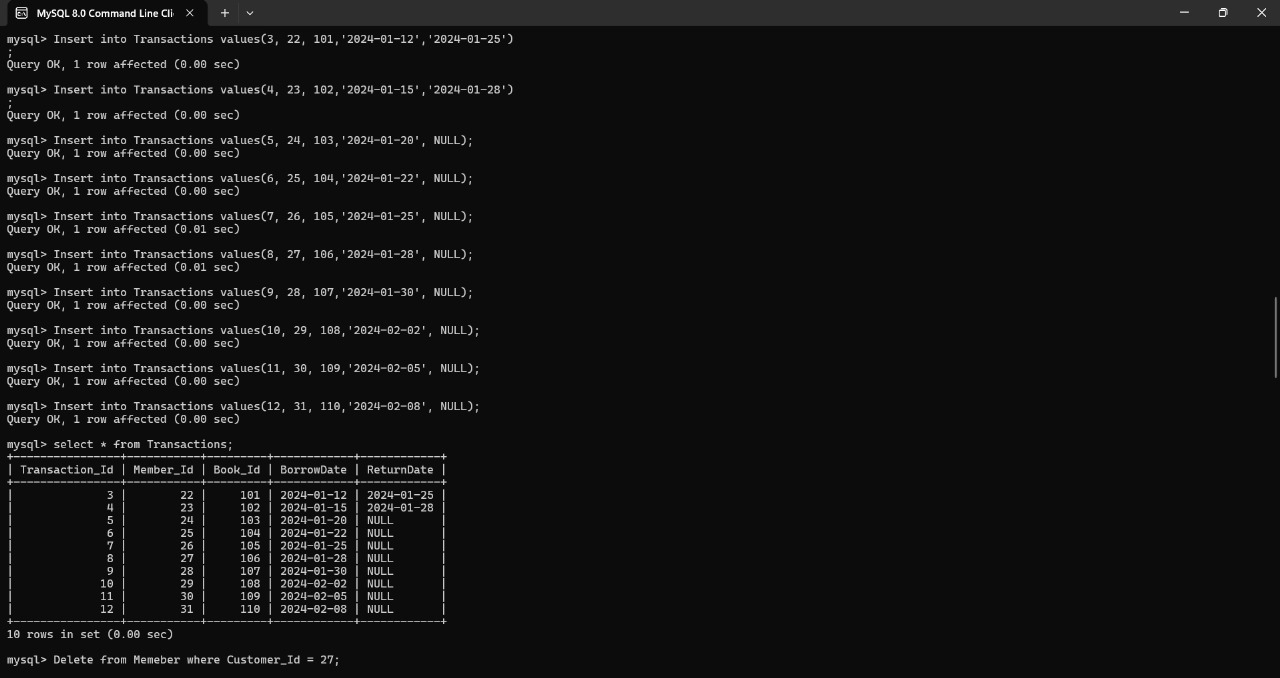 MySQL 8.0 Command Line Cli
mysql> Insert into Transactions values(3, 22, 101,'2024-01-12','2024-01-25')
;
Query OK, 1 row affected (0.00 sec)
mysql> Insert into Transactions values(4, 23, 102,'2024-01-15','2024-01-28')
;
Query OK, 1 row affected (0.00 sec)
mysql> Insert into Transactions values(5, 24, 103,'2024-01-20', NULL);
Query OK, 1 row affected (0.00 sec)
mysql> Insert into Transactions values(6, 25, 104,'2024-01-22', NULL);
Query OK, 1 row affected (0.00 sec)
mysql> Insert into Transactions values(7, 26, 105,'2024-01-25', NULL);
Query OK, 1 row affected (0.01 sec)
mysql> Insert into Transactions values(8, 27, 106,'2024-01-28', NULL);
Query OK, 1 row affected (0.01 sec)
mysql> Insert into Transactions values(9, 28, 107,'2024-01-30', NULL);
Query OK, 1 row affected (0.00 sec)
mysql> Insert into Transactions values(10, 29, 108,'2024-02-02', NULL);
Query OK, 1 row affected (0.00 sec)
mysql> Insert into Transactions values(11, 30, 109,'2024-02-05', NULL);
Query OK, 1 row affected (0.00 sec)
mysql> Insert into Transactions values(12, 31, 110,'2024-02-08', NULL);
Query OK, 1 row affected (0.00 sec)
mysql> select * from Transactions;
+----------------+-----------+---------+------------+------------+
| Transaction_Id | Member_Id | Book_Id | BorrowDate | ReturnDate |
+----------------+-----------+---------+------------+------------+
|              3 |        22 |     101 | 2024-01-12 | 2024-01-25 |
|              4 |        23 |     102 | 2024-01-15 | 2024-01-28 |
|              5 |        24 |     103 | 2024-01-20 | NULL       |
|              6 |        25 |     104 | 2024-01-22 | NULL       |
|              7 |        26 |     105 | 2024-01-25 | NULL       |
|              8 |        27 |     106 | 2024-01-28 | NULL       |
|              9 |        28 |     107 | 2024-01-30 | NULL       |
|             10 |        29 |     108 | 2024-02-02 | NULL       |
|             11 |        30 |     109 | 2024-02-05 | NULL       |
|             12 |        31 |     110 | 2024-02-08 | NULL       |
+----------------+-----------+---------+------------+------------+
10 rows in set (0.00 sec)
mysql> Delete from Memeber where Customer_Id = 27;